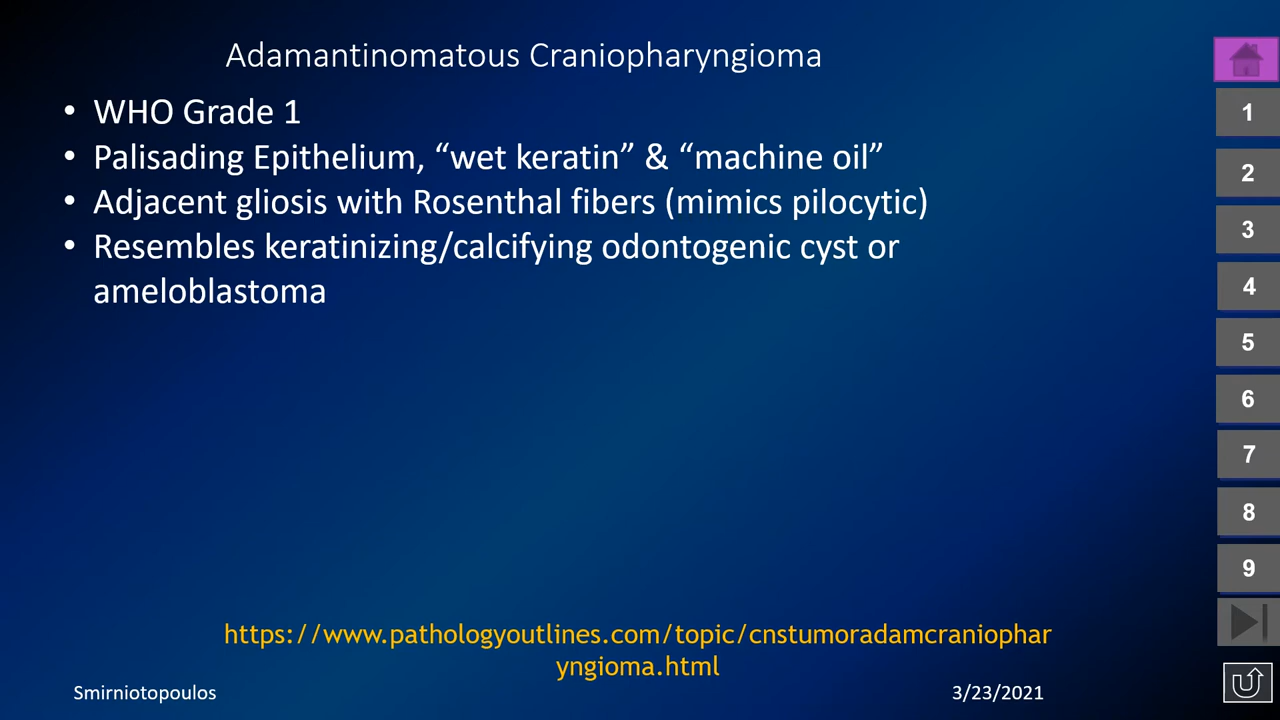 Adamantinomatous Craniopharyngioma
• WHO Grade 1
• Palisading Epithelium, “wet keratin” & “machine oil”
• Adjacent gliosis with Rosenthal fibers (mimics pilocytic)
• Resembles keratinizing/calcifying odontogenic cyst or
ameloblastoma
https://www.pathologyoutlines.com/topic/cnstumoradamcraniophar
yngioma.html
Smirniotopoulos
3/23/2021
1
2
3
4
5
6
7
8
9